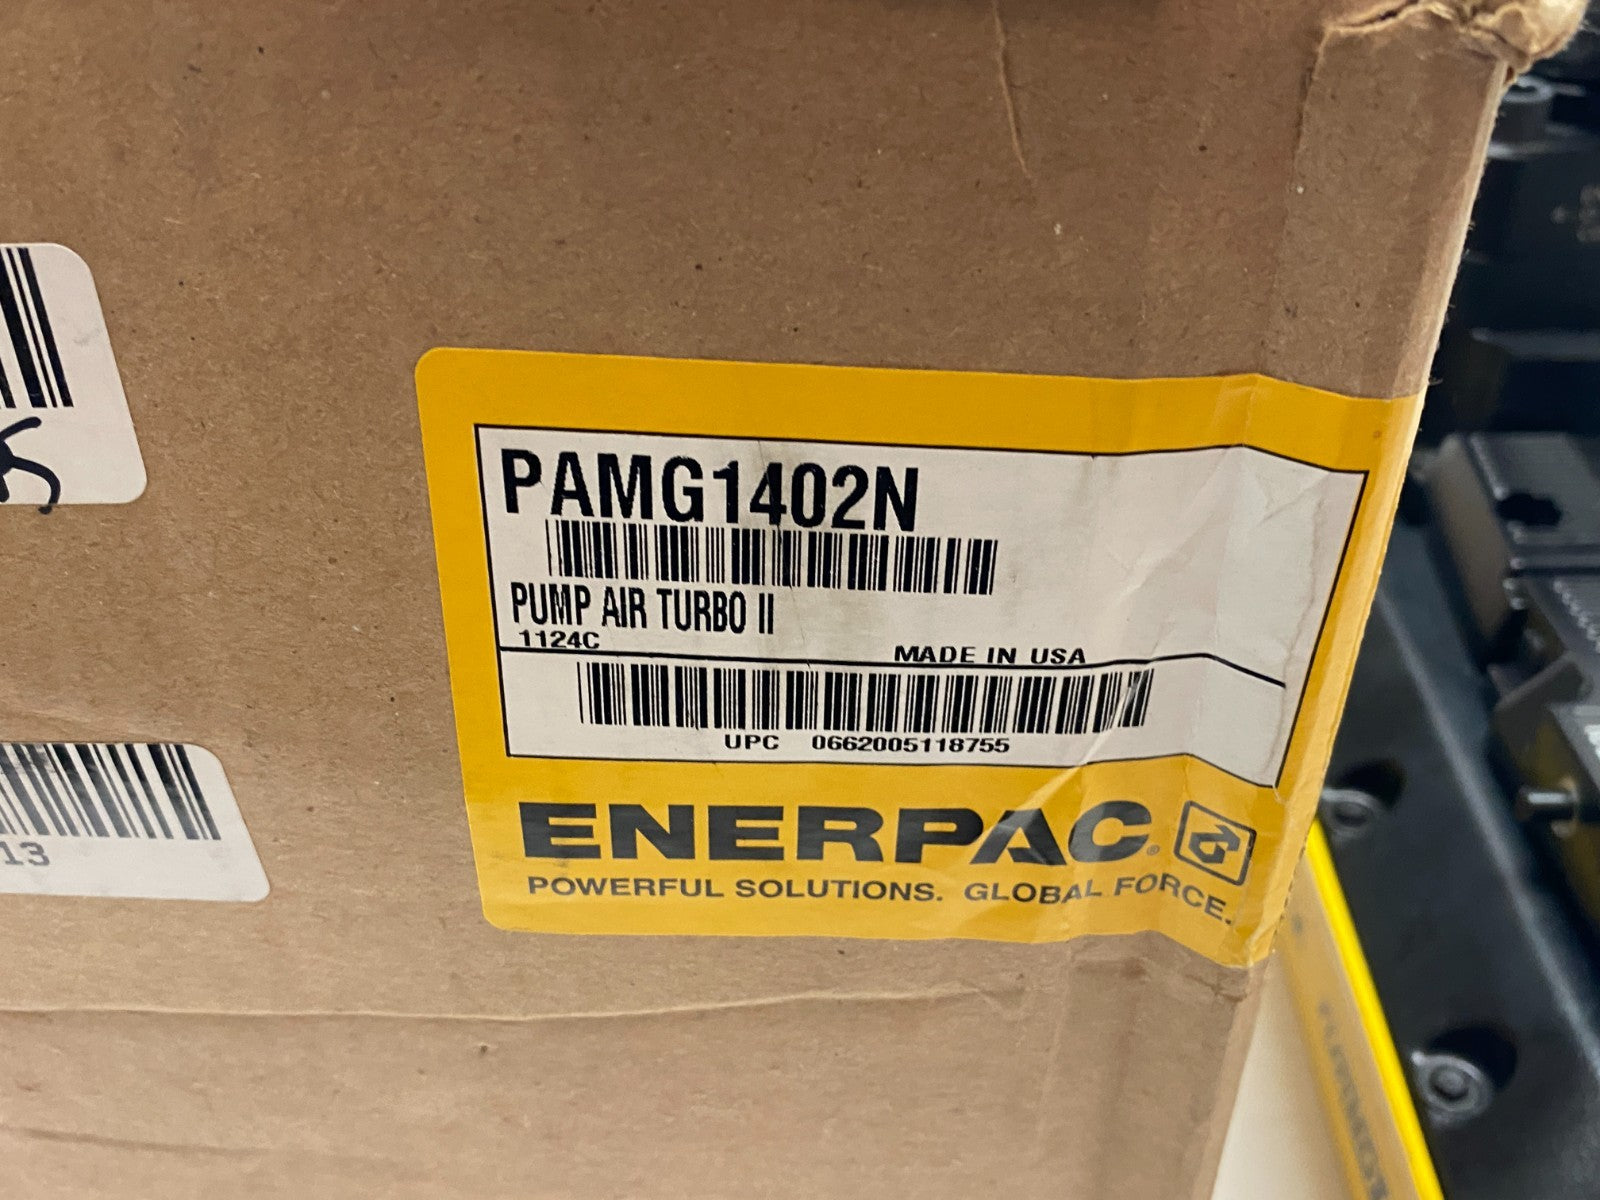 PAMG1402N
PUMP AIR TURBO II
1124C
MADE IN USA
UPC 0662005118755
ENERPAC®
POWERFUL SOLUTIONS. GLOBAL FORCE.
13